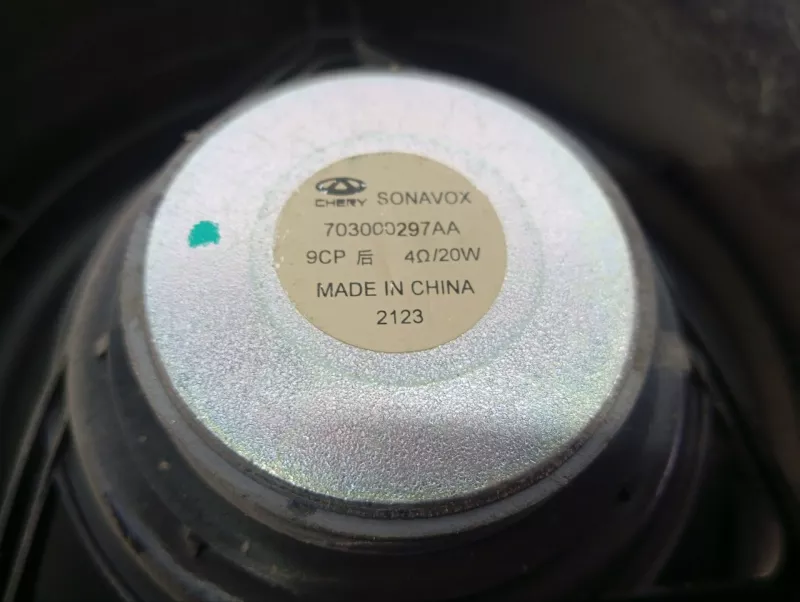 CHERY SONAVOX
703000297AA
9CP 后 4Ω/20W
MADE IN CHINA
2123